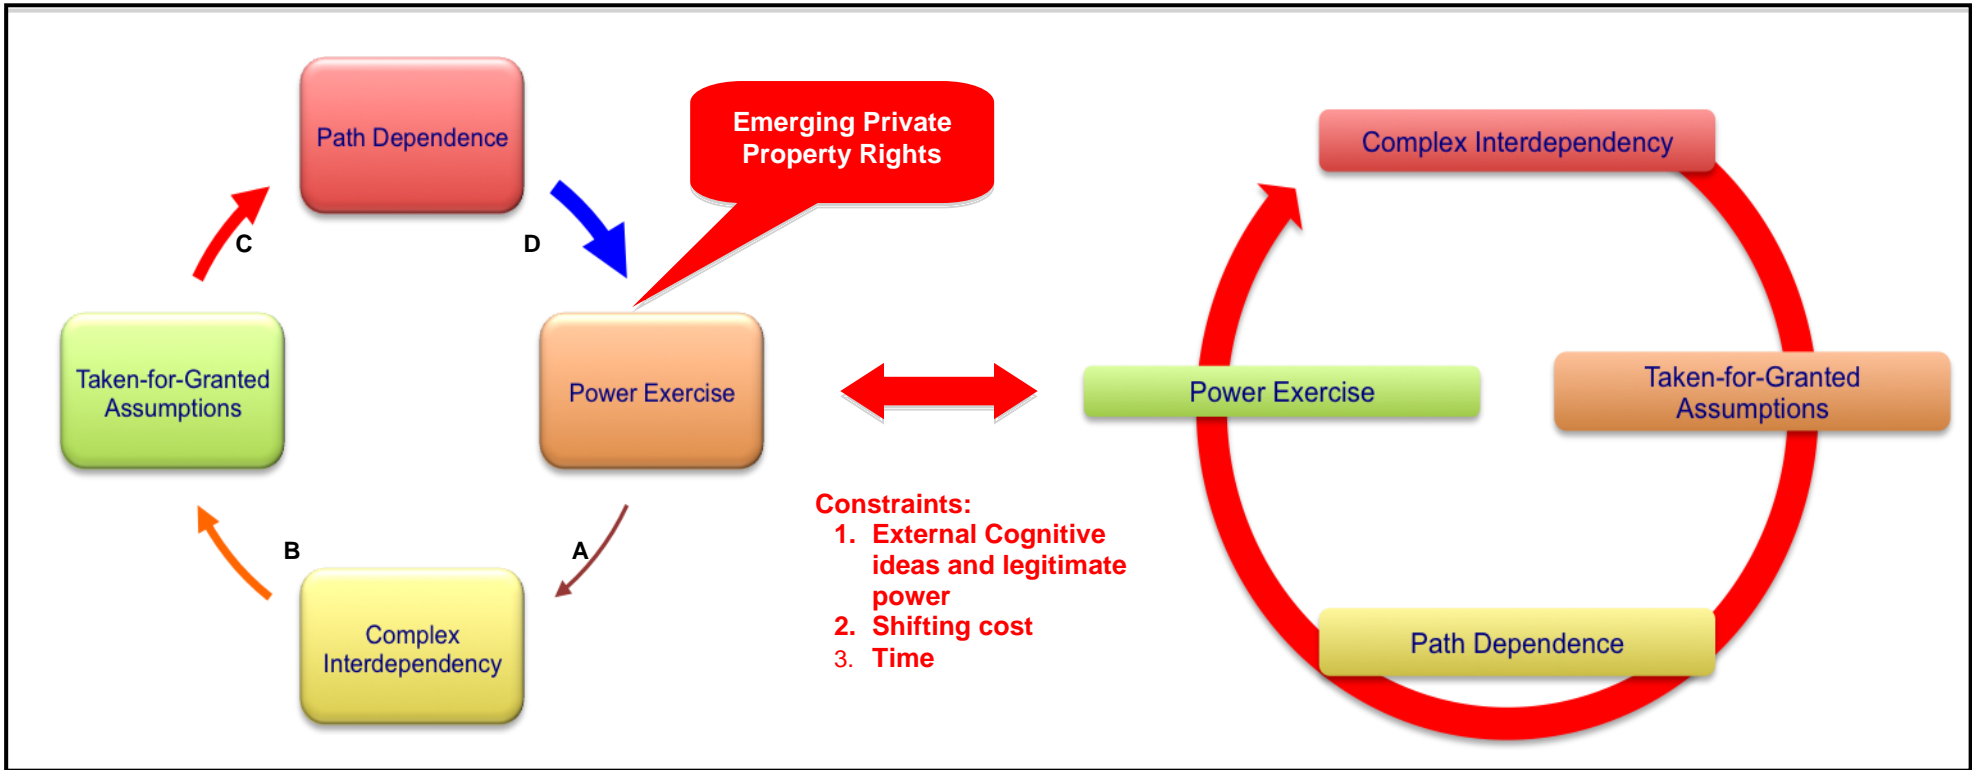 Path Dependence
C
D
Emerging Private
Property Rights
Taken-for-Granted
Assumptions
Power Exercise
B
A
Complex
Interdependency
Constraints:
1. External Cognitive
ideas and legitimate
power
2. Shifting cost
3. Time
Complex Interdependency
Power Exercise
Taken-for-Granted
Assumptions
Path Dependence